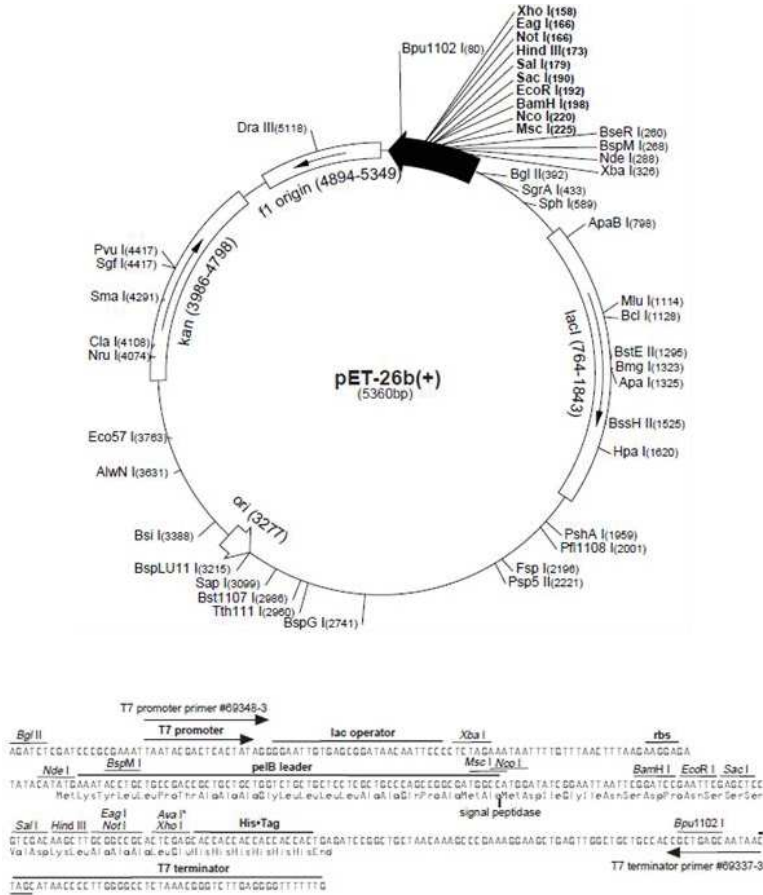 Xho I(158)
Eag I(166)
Not I(166)
Hind III(173)
Sal I(179)
Sac I(190)
EcoR I(192)
BamH I(198)
Nco I(220)
Msc I(225)
Bpu1102 I(80)
BseR I(260)
BspM I(268)
Nde I(288)
Xba I(326)
Bgl II(392)
SgrA I(433)
Sph I(589)
ApaB I(798)
Dra III(5118)
f1 origin (4894-5349)
Pvu I(4417)
Sgf I(4417)
Sma I(4291)
Cla I(4108)
Nru I(4074)
kan (3986-4798)
lacI (764-1843)
Mlu I(1114)
Bcl I(1128)
BstE II(1295)
Bmg I(1323)
Apa I(1325)
BssH II(1525)
Hpa I(1620)
pET-26b(+)
(5360bp)
Eco57 I(3763)
AlwN I(3631)
Bsi I(3388)
ori (3277)
BspLU11 I(3215)
Sap I(3099)
Bst1107 I(2986)
Tth111 I(2960)
BspG I(2741)
PshA I(1959)
Pfl1108 I(2001)
Fsp I(2196)
Psp5 II(2221)
T7 promoter primer #69348-3
Bgl II T7 promoter lac operator Xba I rbs
AGATCTCGATCCCGCGAAATTAATACGACTCACTATAGGGGAATTGTGAGCGGATAACAATTCCCCTCTAGAAATAATTTTGTTTAACTTTAAGAAGGAGA
Nde I BspM I pelB leader Msc I Nco I BamH I EcoR I Sac I
signal peptidase
Sal I Hind III Eag I Not I Ava I* Xho I His•Tag Bpu1102 I
T7 terminator T7 terminator primer #69337-3
TAGCATAACCCCTTGGGGCCTCTAAACGGGTCTTGAGGGGTTTTTTG